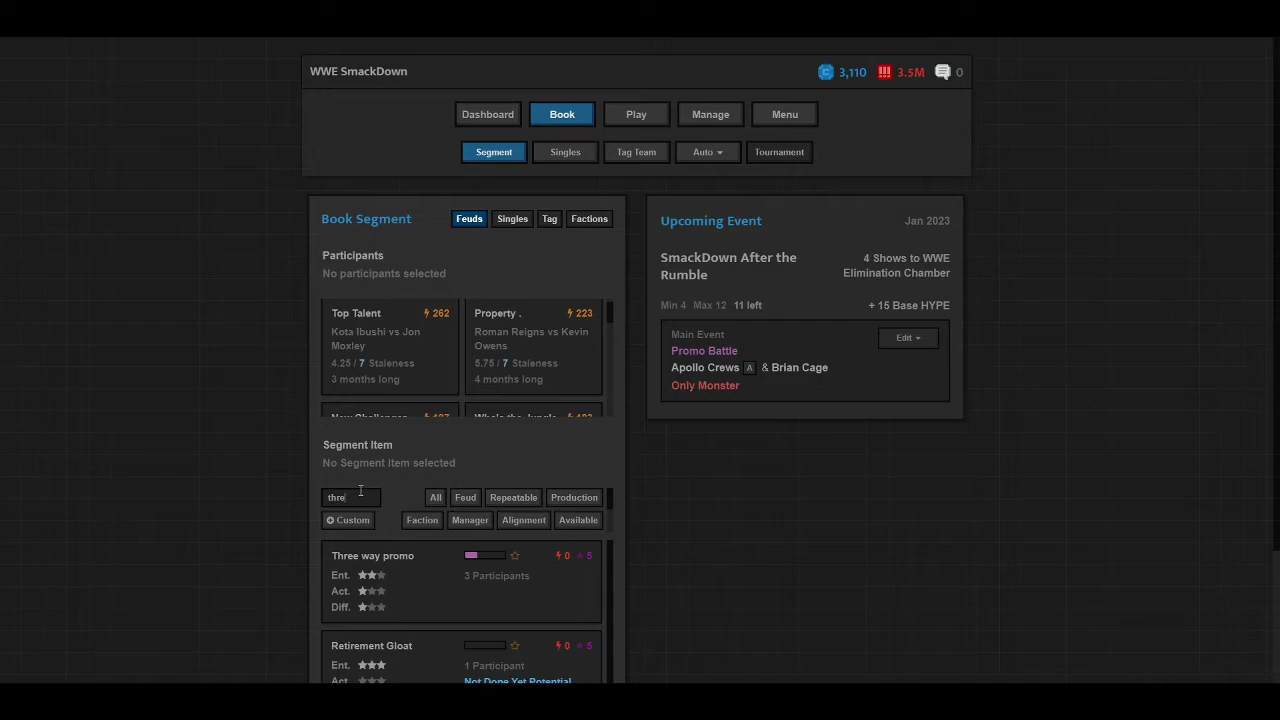 WWE SmackDown
3,110
3.5M
0
Dashboard
Book
Play
Manage
Menu
Segment
Singles
Tag Team
Auto
Tournament
Book Segment
Feuds
Singles
Tag
Factions
Participants
No participants selected
Top Talent 262
Kota Ibushi vs Jon
Moxley
4.25 / 7 Staleness
3 months long
Property . 223
Roman Reigns vs Kevin
Owens
5.75 / 7 Staleness
4 months long
Segment Item
No Segment Item selected
thre
All
Feud
Repeatable
Production
Custom
Faction
Manager
Alignment
Available
Three way promo 0 5
Ent. 3 Participants
Act.
Diff.
Retirement Gloat 0 5
Ent. 1 Participant
Act. Not Done Yet Potential
Upcoming Event Jan 2023
SmackDown After the
Rumble
4 Shows to WWE
Elimination Chamber
Min 4 Max 12 11 left + 15 Base HYPE
Main Event
Edit
Promo Battle
Apollo Crews A & Brian Cage
Only Monster